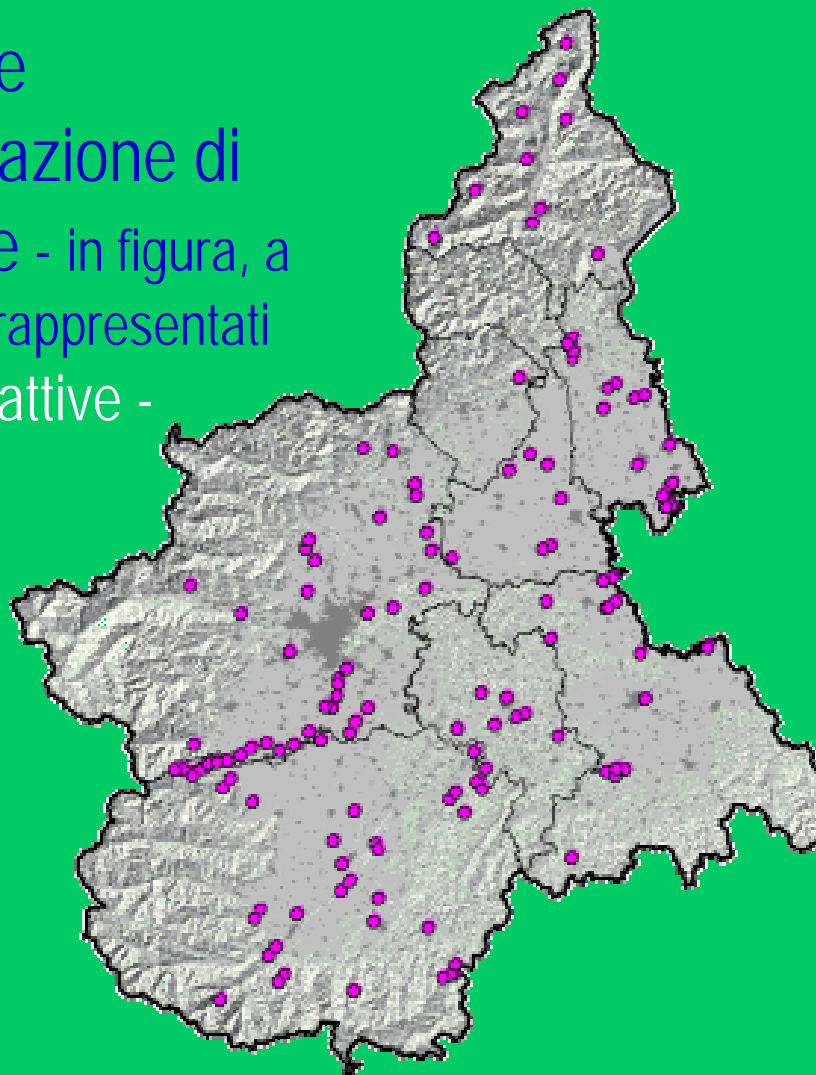 e
azione di
e - in figura, a
rappresentati
attive -